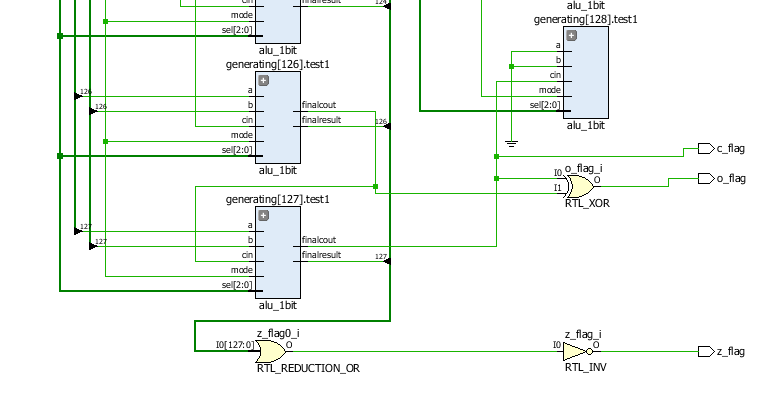 cin
finalresult
124
mode
sel[2:0]
alu_1bit
alu_1bit
generating[128].test1
a
b
cin
mode
sel[2:0]
alu_1bit
generating[126].test1
126
a
126
b
finalcout
cin
finalresult
126
mode
sel[2:0]
alu_1bit
c_flag
o_flag_i
I0
I1
O
RTL_XOR
o_flag
generating[127].test1
127
a
127
b
finalcout
cin
finalresult
127
mode
sel[2:0]
alu_1bit
z_flag0_i
I0[127:0]
O
RTL_REDUCTION_OR
z_flag_i
I0
O
RTL_INV
z_flag